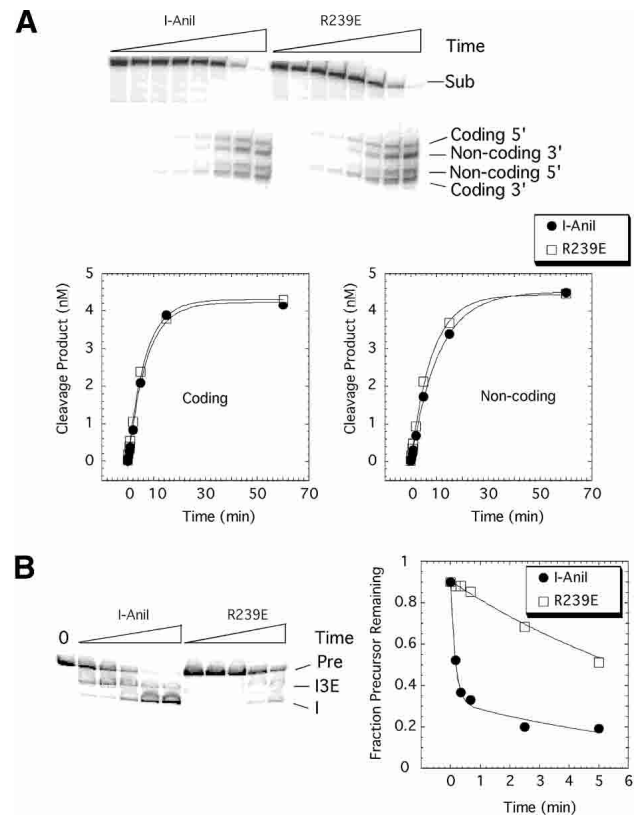 A
I-AniI
R239E
Time
Sub
Coding 5'
Non-coding 3'
Non-coding 5'
Coding 3'
I-AniI
R239E
Cleavage Product (nM)
5
4
3
2
1
0
Coding
0 10 30 50 70
Time (min)
Cleavage Product (nM)
5
4
3
2
1
0
Non-coding
0 10 30 50 70
Time (min)
B
0
I-AniI
R239E
Time
Pre
I3E
I
Fraction Precursor Remaining
1
0.8
0.6
0.4
0.2
0
I-AniI
R239E
0 1 2 3 4 5 6
Time (min)